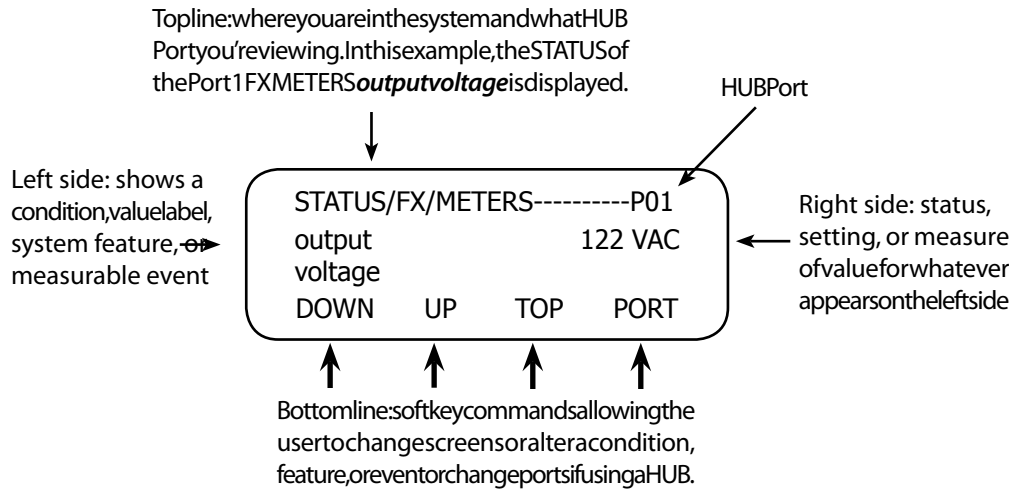 Topline:whereyouareinthesystemandwhatHUB
Portyou'reviewing.Inthisexample,theSTATUSof
thePort1FXMETERSoutputvoltageisdisplayed.
HUBPort
Left side: shows a
condition,valuelabel,
system feature, or
measurable event
STATUS/FX/METERS----------P01
output 122 VAC
voltage
DOWN UP TOP PORT
Right side: status,
setting, or measure
ofvalueforwhatever
appearsontheleftside
Bottomline:softkeycommandsallowingthe
usertochangescreensoralteracondition,
feature,oreventorchangeportsifusingaHUB.